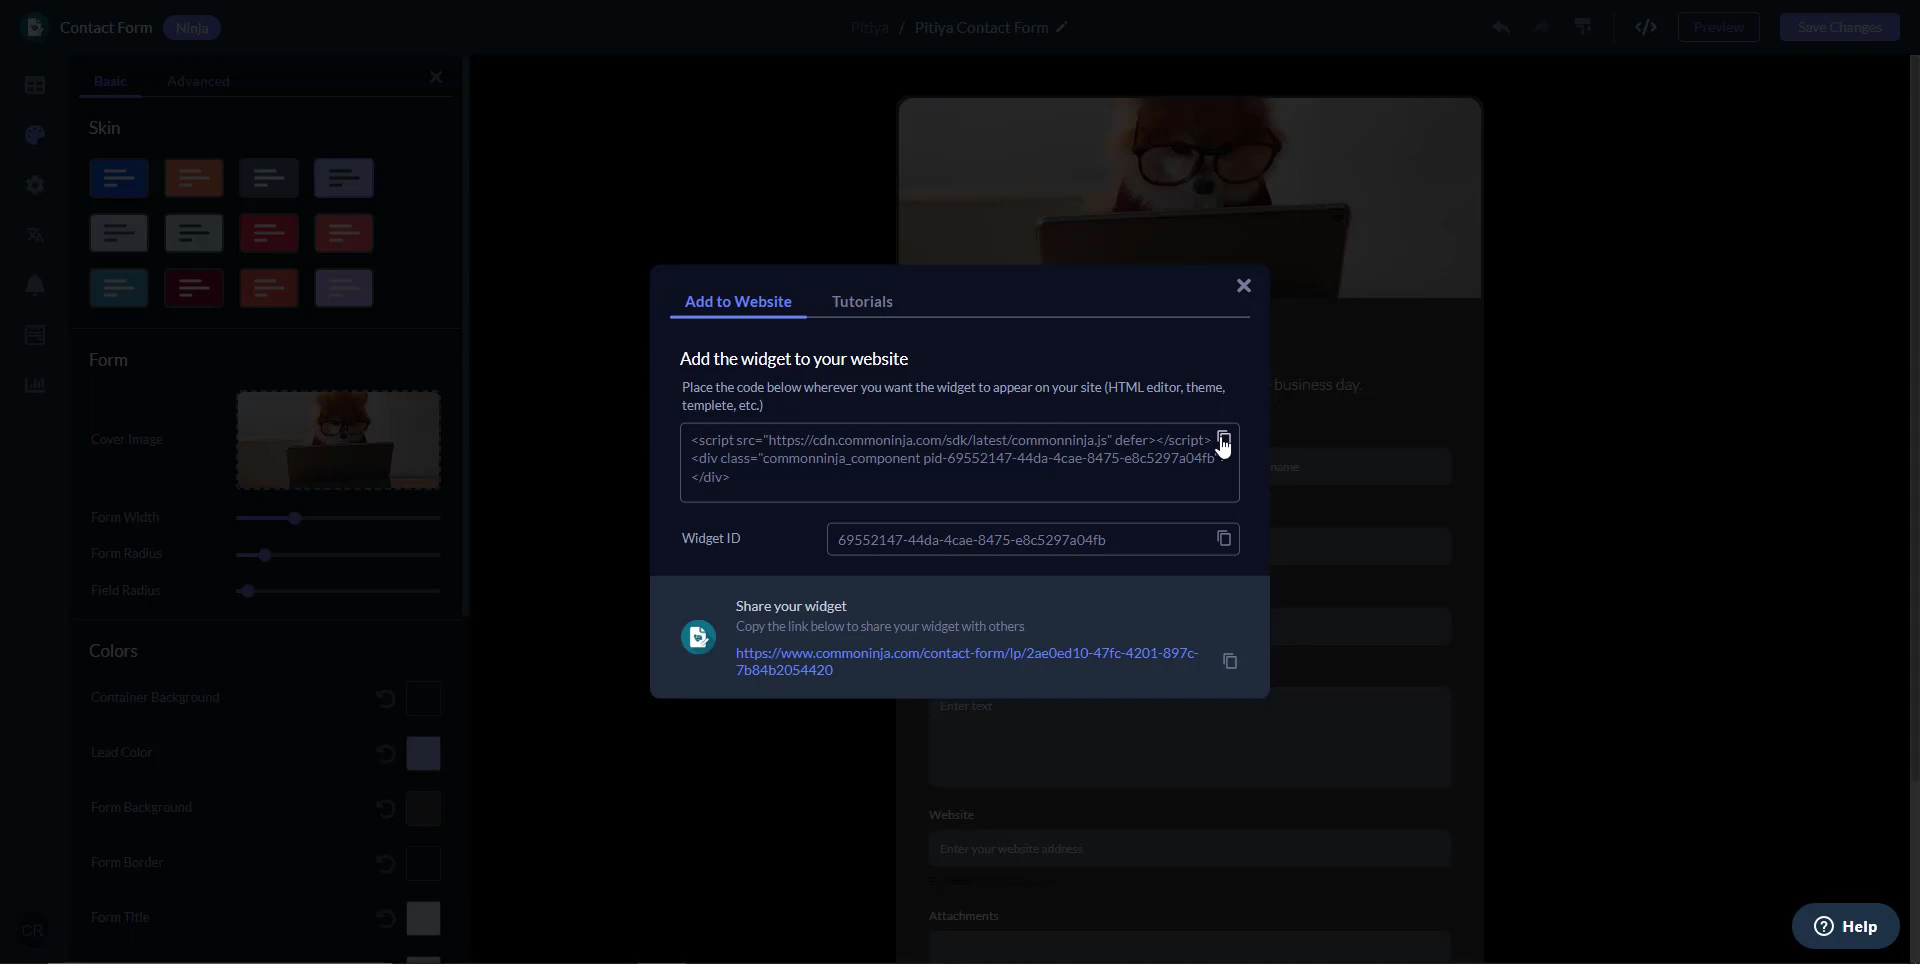 Contact Form Ninja
Pitiya / Pitiya Contact Form
Preview
Save Changes
Basic
Advanced
Skin
Form
Cover Image
Form Width
Form Radius
Field Radius
Colors
Container Background
Lead Color
Form Background
Form Border
Form Title
CR
Add to Website
Tutorials
Add the widget to your website
Place the code below wherever you want the widget to appear on your site (HTML editor, theme,
templete, etc.)
<script src="https://cdn.commoninja.com/sdk/latest/commonninja.js" defer></script>
<div class="commonninja_component pid-69552147-44da-4cae-8475-e8c5297a04fb"
</div>
Widget ID
69552147-44da-4cae-8475-e8c5297a04fb
Share your widget
Copy the link below to share your widget with others
https://www.commoninja.com/contact-form/lp/2ae0ed10-47fc-4201-897c-
7b84b2054420
business day.
name
Enter text
Website
Enter your website address
Attachments
Help